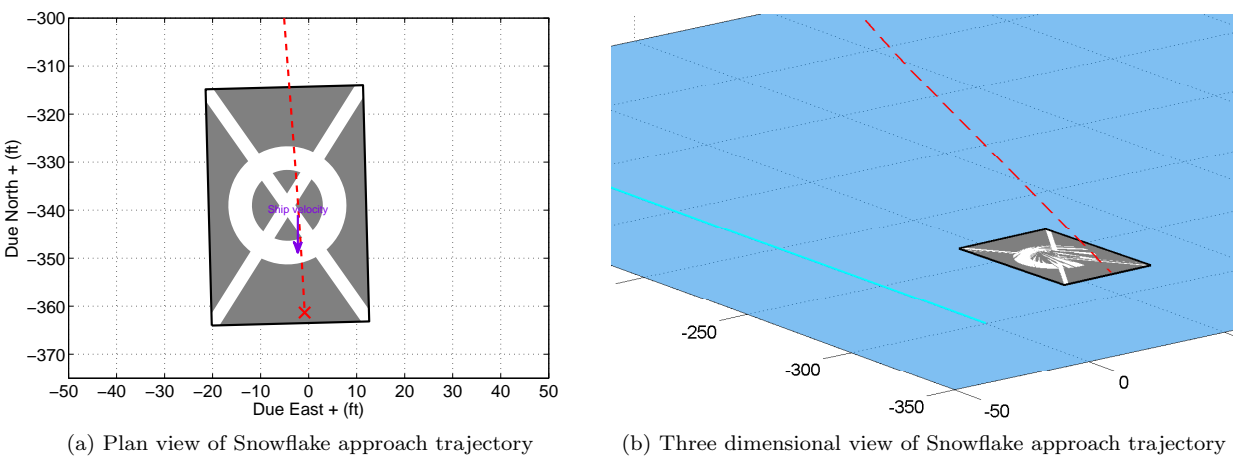 −300
−310
−320
−330
−340
−350
−360
−370
Due North + (ft)
Ship velocity
−50 −40 −30 −20 −10 0 10 20 30 40 50
Due East + (ft)
-250
-300
-350
-50
0
(a) Plan view of Snowflake approach trajectory
(b) Three dimensional view of Snowflake approach trajectory